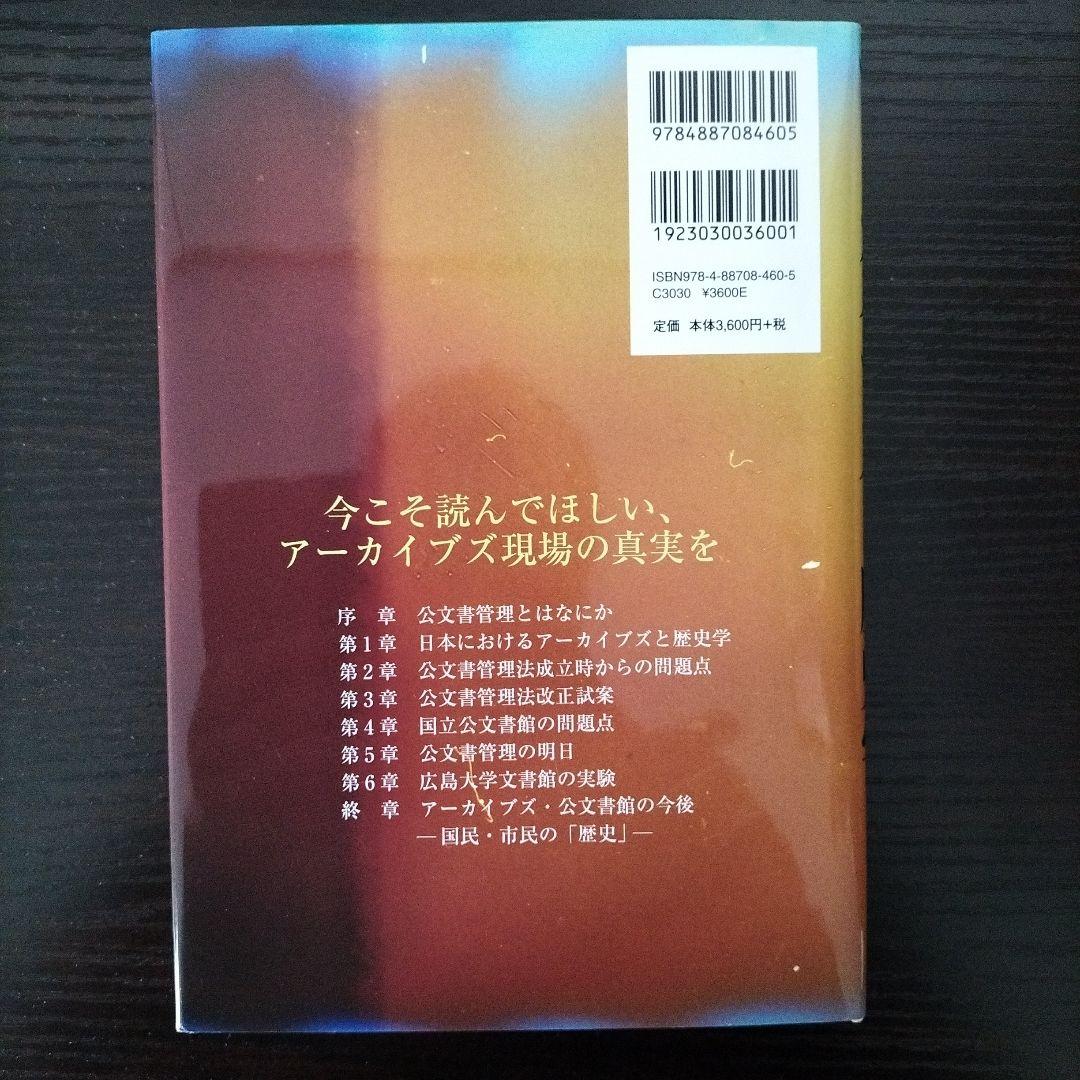 9784887084605
1923030036001
ISBN978-4-88708-460-5
C3030 ¥3600E
定価 本体3,600円+税
今こそ読んでほしい、
アーカイブズ現場の真実を
序 章 公文書管理とはなにか
第1章 日本におけるアーカイブズと歴史学
第2章 公文書管理法成立時からの問題点
第3章 公文書管理法改正試案
第4章 国立公文書館の問題点
第5章 公文書管理の明日
第6章 広島大学文書館の実験
終 章 アーカイブズ・公文書館の今後
―国民・市民の「歴史」―